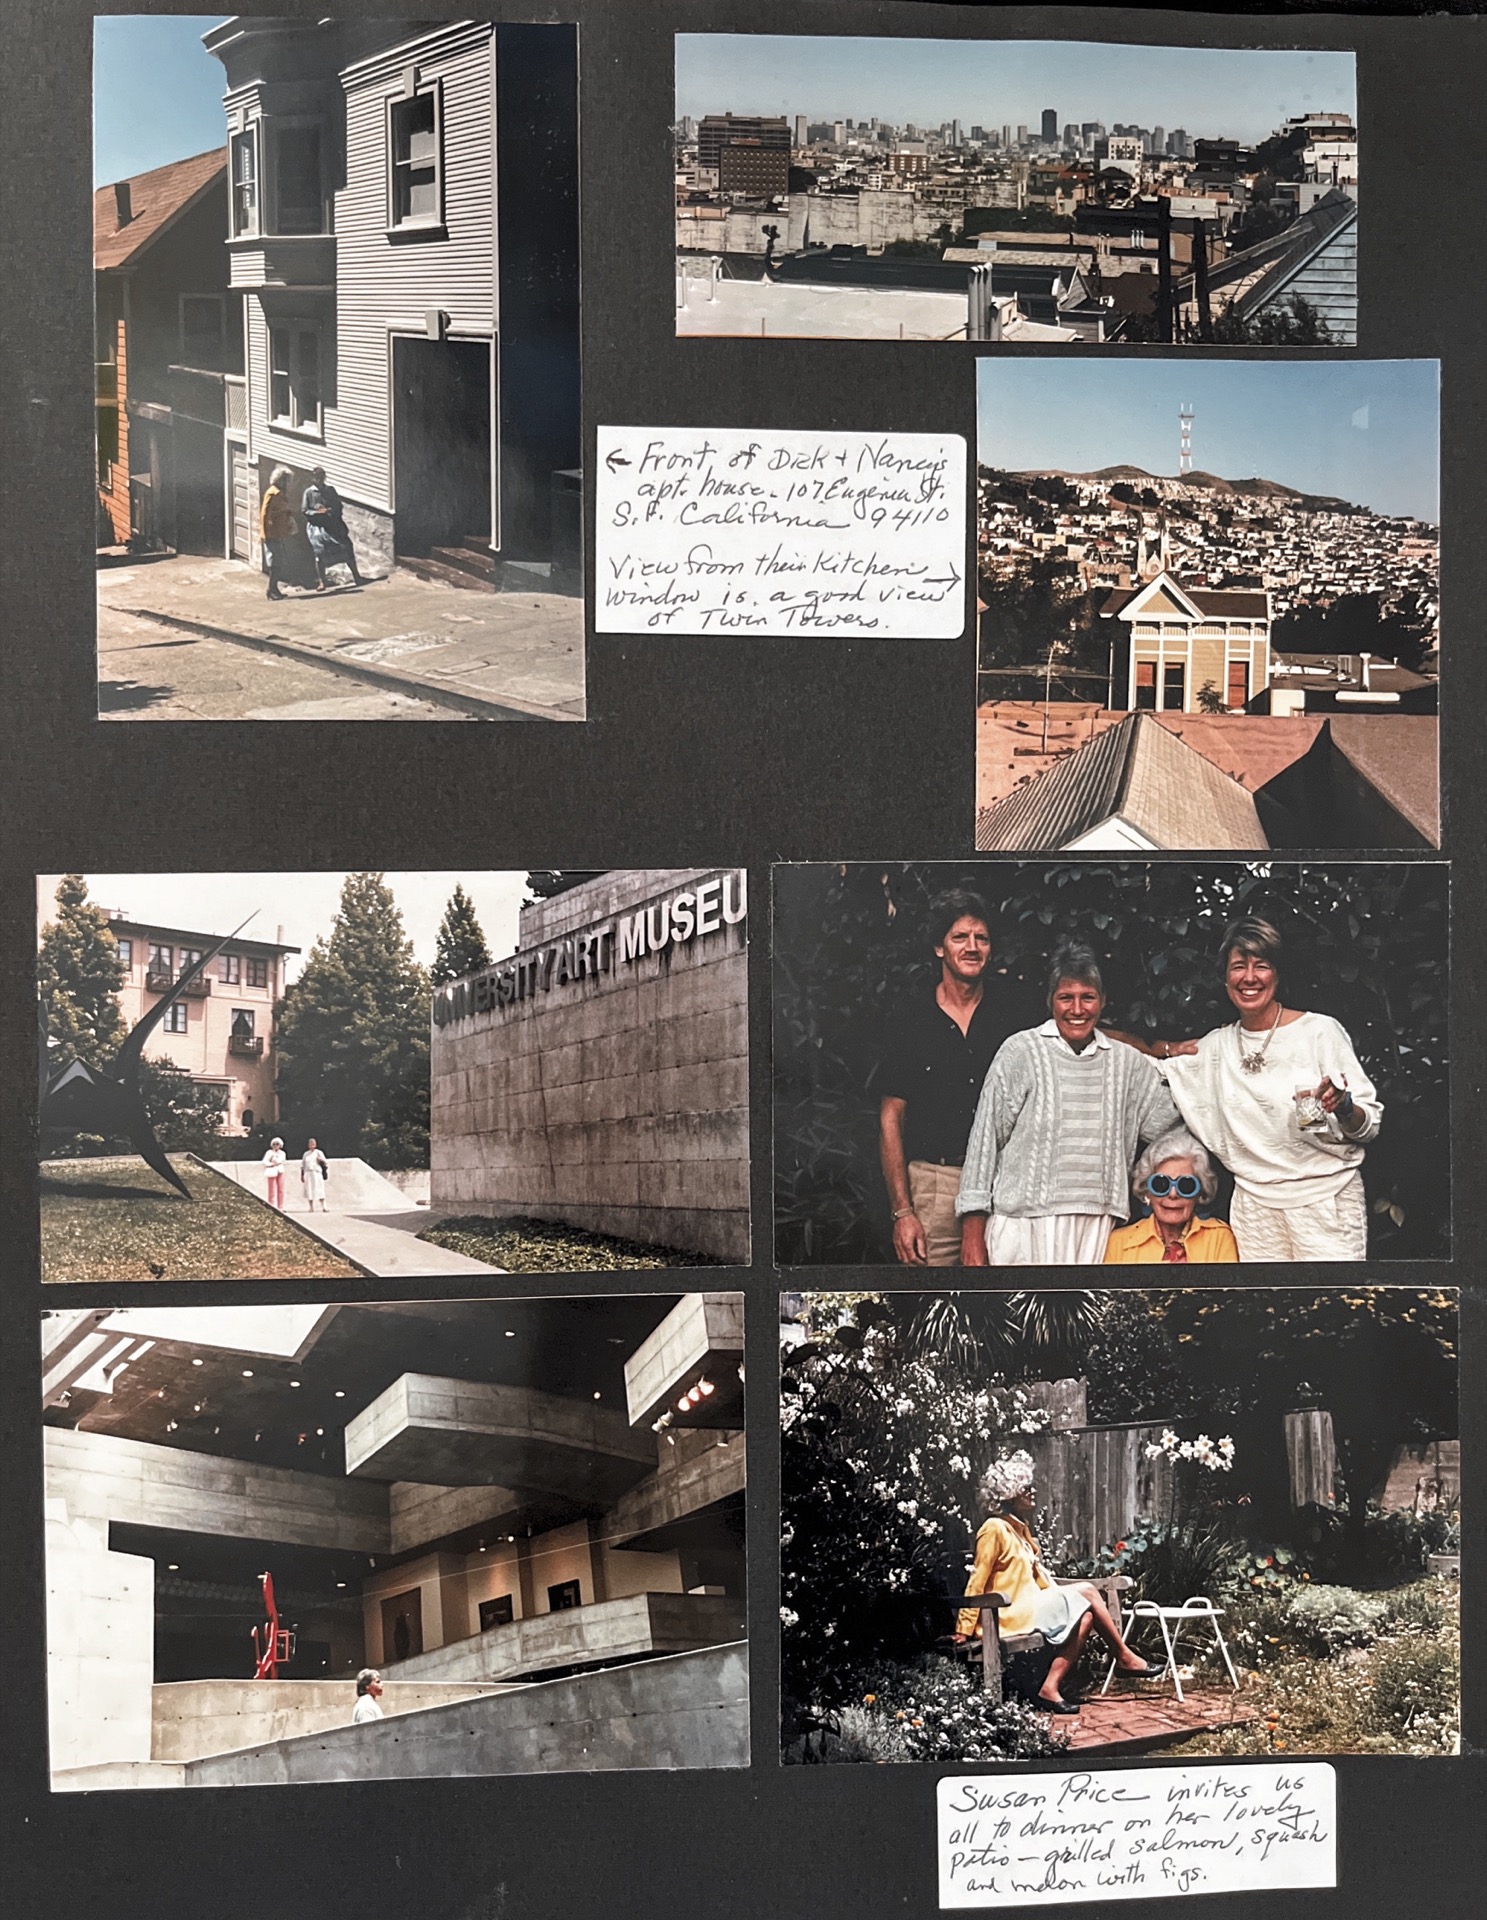 ← Front of Dick + Nancy's
apt. house. 107 Eugenia St.
S.F. California 94110
View from their Kitchen →
Window is a good view
of Twin Towers.
UNIVERSITY ART MUSEU
Susan Price invites us
all to dinner on her lovely
patio — grilled salmon, squash
and melon with figs.